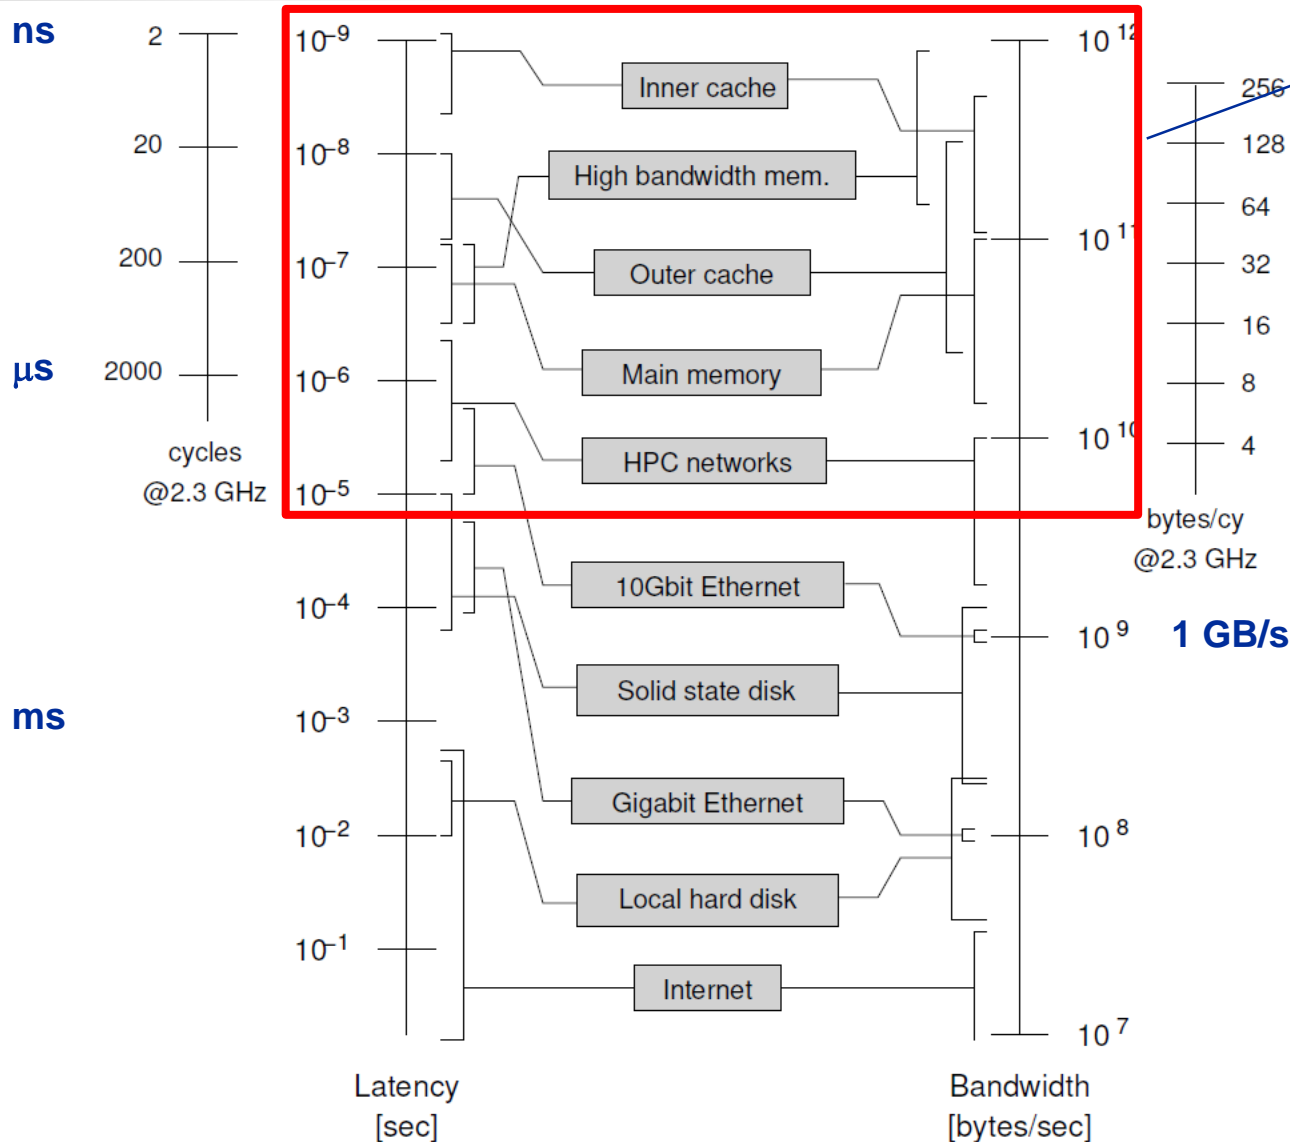 ns
2
20
200
2000
μs
ms
cycles
@2.3 GHz
10-9
10-8
10-7
10-6
10-5
10-4
10-3
10-2
10-1
Latency
[sec]
Inner cache
High bandwidth mem.
Outer cache
Main memory
HPC networks
10Gbit Ethernet
Solid state disk
Gigabit Ethernet
Local hard disk
Internet
10 12
10 11
10 10
10 9
10 8
10 7
Bandwidth
[bytes/sec]
256
128
64
32
16
8
4
bytes/cy
@2.3 GHz
1 GB/s